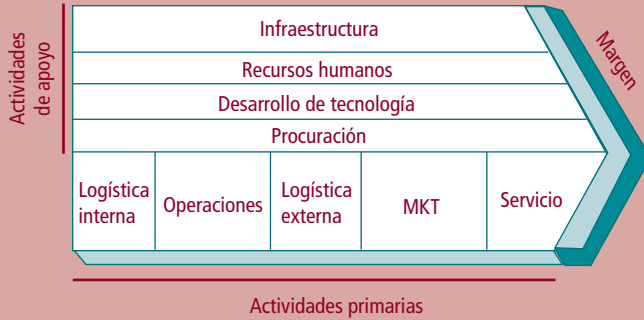 Actividades
de apoyo
Infraestructura
Recursos humanos
Desarrollo de tecnología
Procuración
Margen
Logística
interna
Operaciones
Logística
externa
MKT
Servicio
Actividades primarias